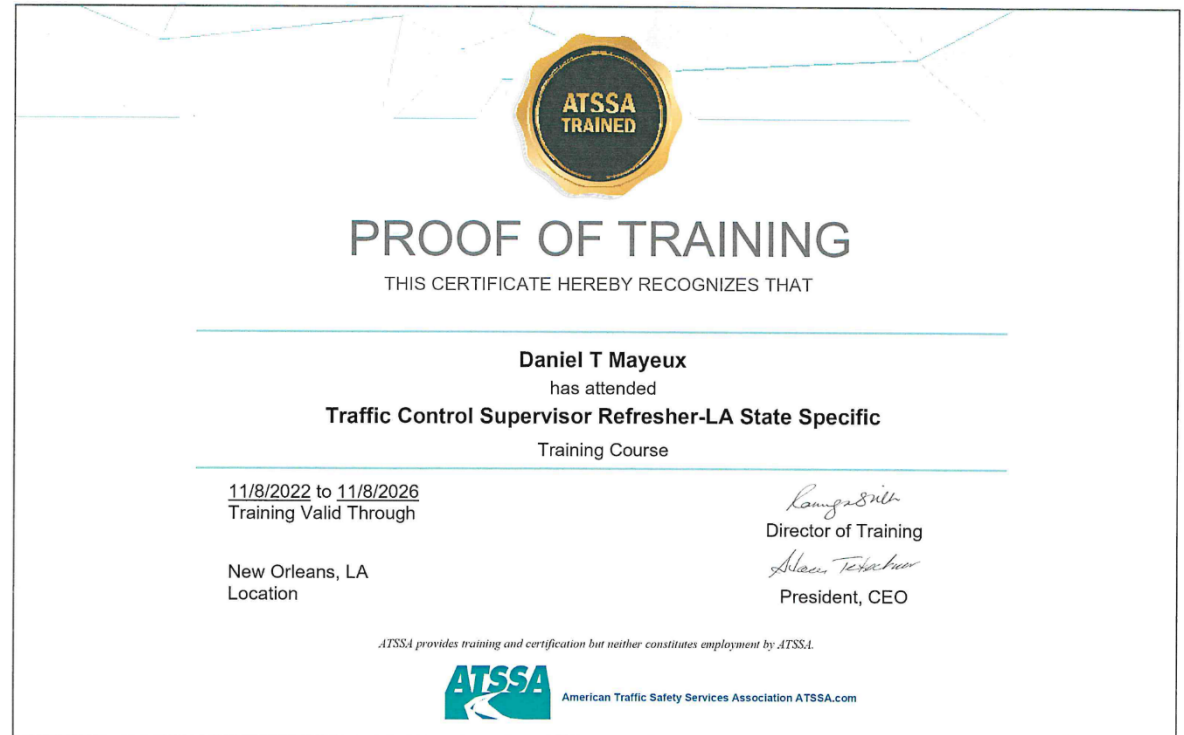 ATSSA
TRAINED
PROOF OF TRAINING
THIS CERTIFICATE HEREBY RECOGNIZES THAT
Daniel T Mayeux
has attended
Traffic Control Supervisor Refresher-LA State Specific
Training Course
11/8/2022 to 11/8/2026
Training Valid Through
Director of Training
New Orleans, LA
Location
President, CEO
ATSSA provides training and certification but neither constitutes employment by ATSSA.
ATSSA
American Traffic Safety Services Association ATSSA.com